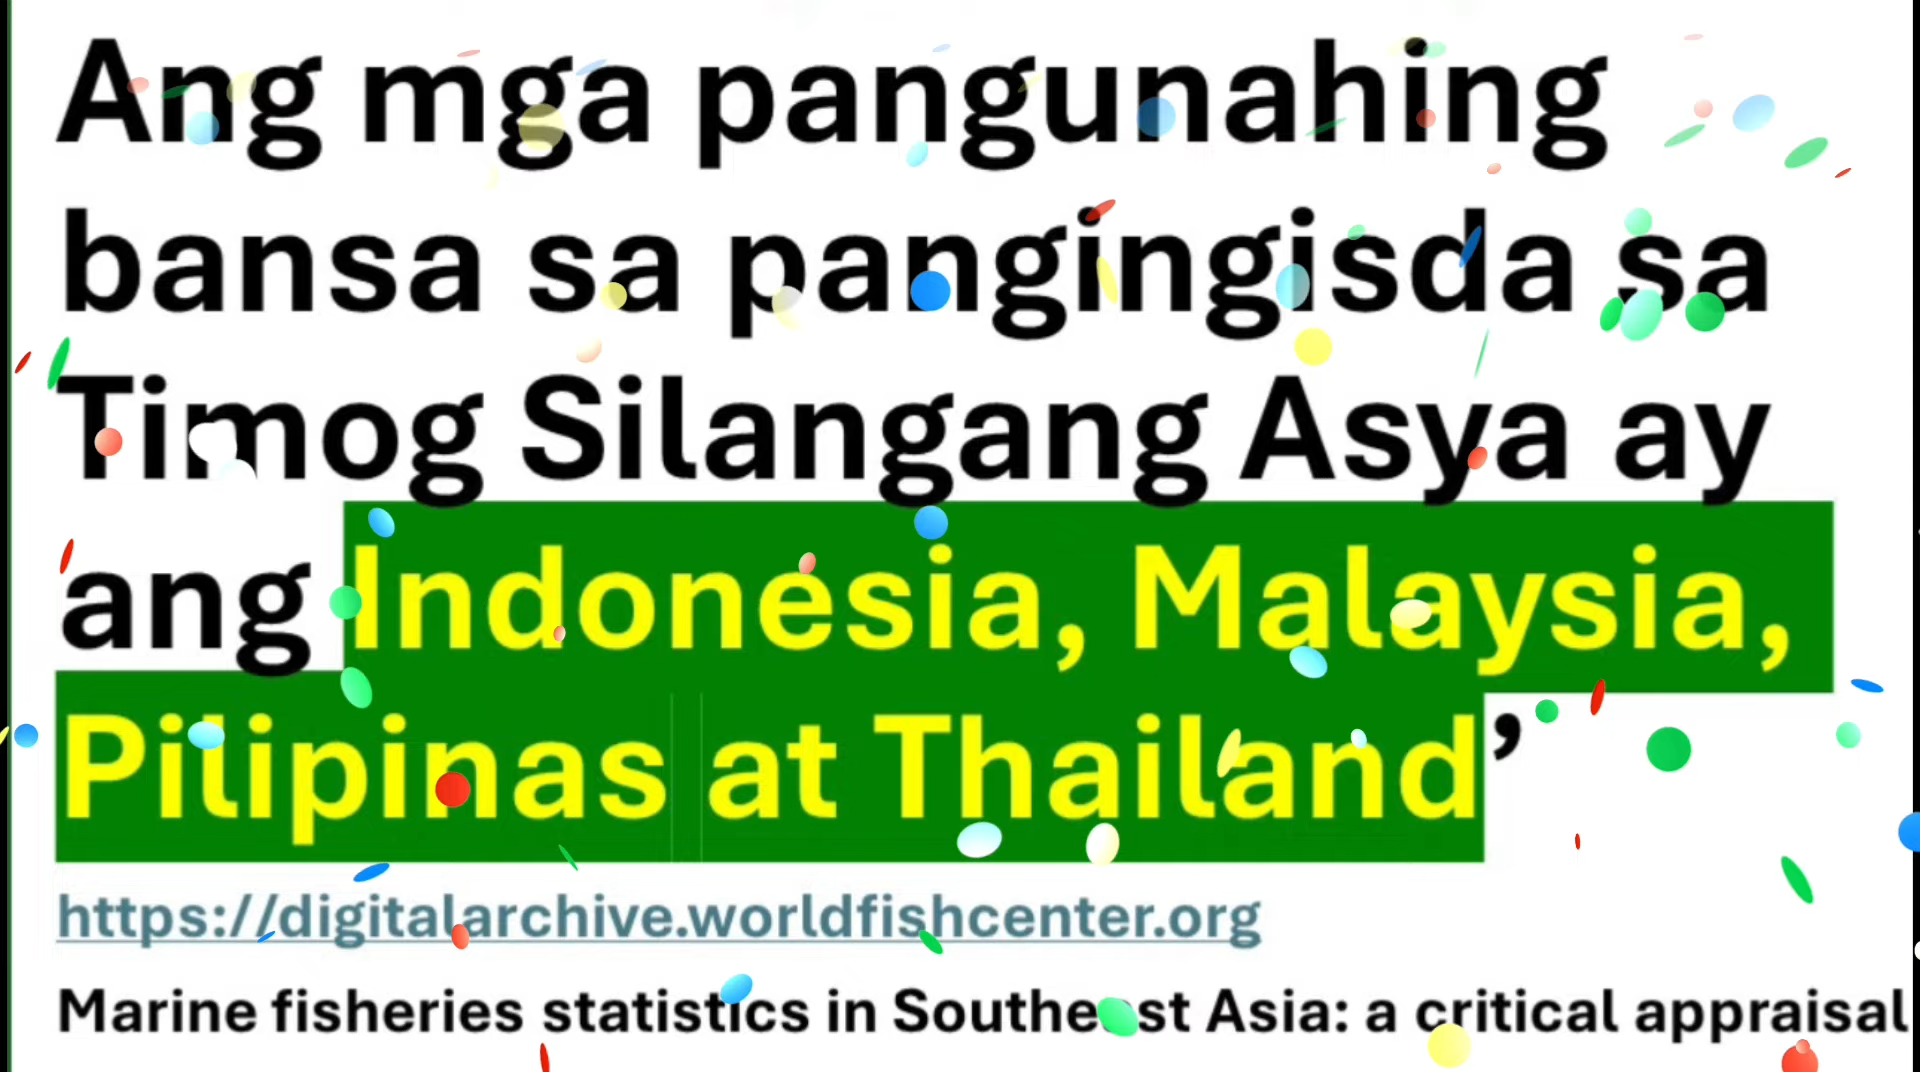 Ang mga pangunahing
bansa sa pangingisda sa
Timog Silangang Asya ay
ang Indonesia, Malaysia,
Pilipinas at Thailand’
https://digitalarchive.worldfishcenter.org
Marine fisheries statistics in Southeast Asia: a critical appraisal